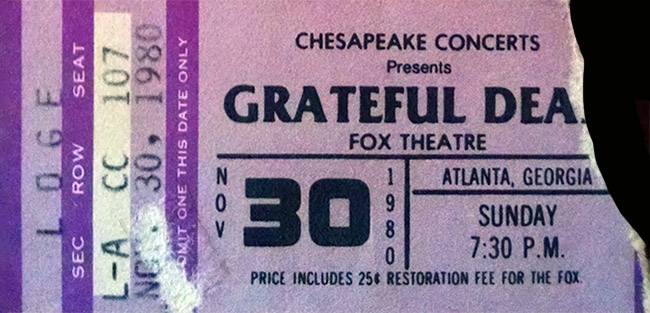 LOGE
SEC ROW SEAT
L-A CC 107
NOV. 30, 1980
ADMIT ONE THIS DATE ONLY
CHESAPEAKE CONCERTS
Presents
GRATEFUL DEA
FOX THEATRE
NOV 30 1980
ATLANTA, GEORGIA
SUNDAY
7:30 P.M.
PRICE INCLUDES 25¢ RESTORATION FEE FOR THE FOX.